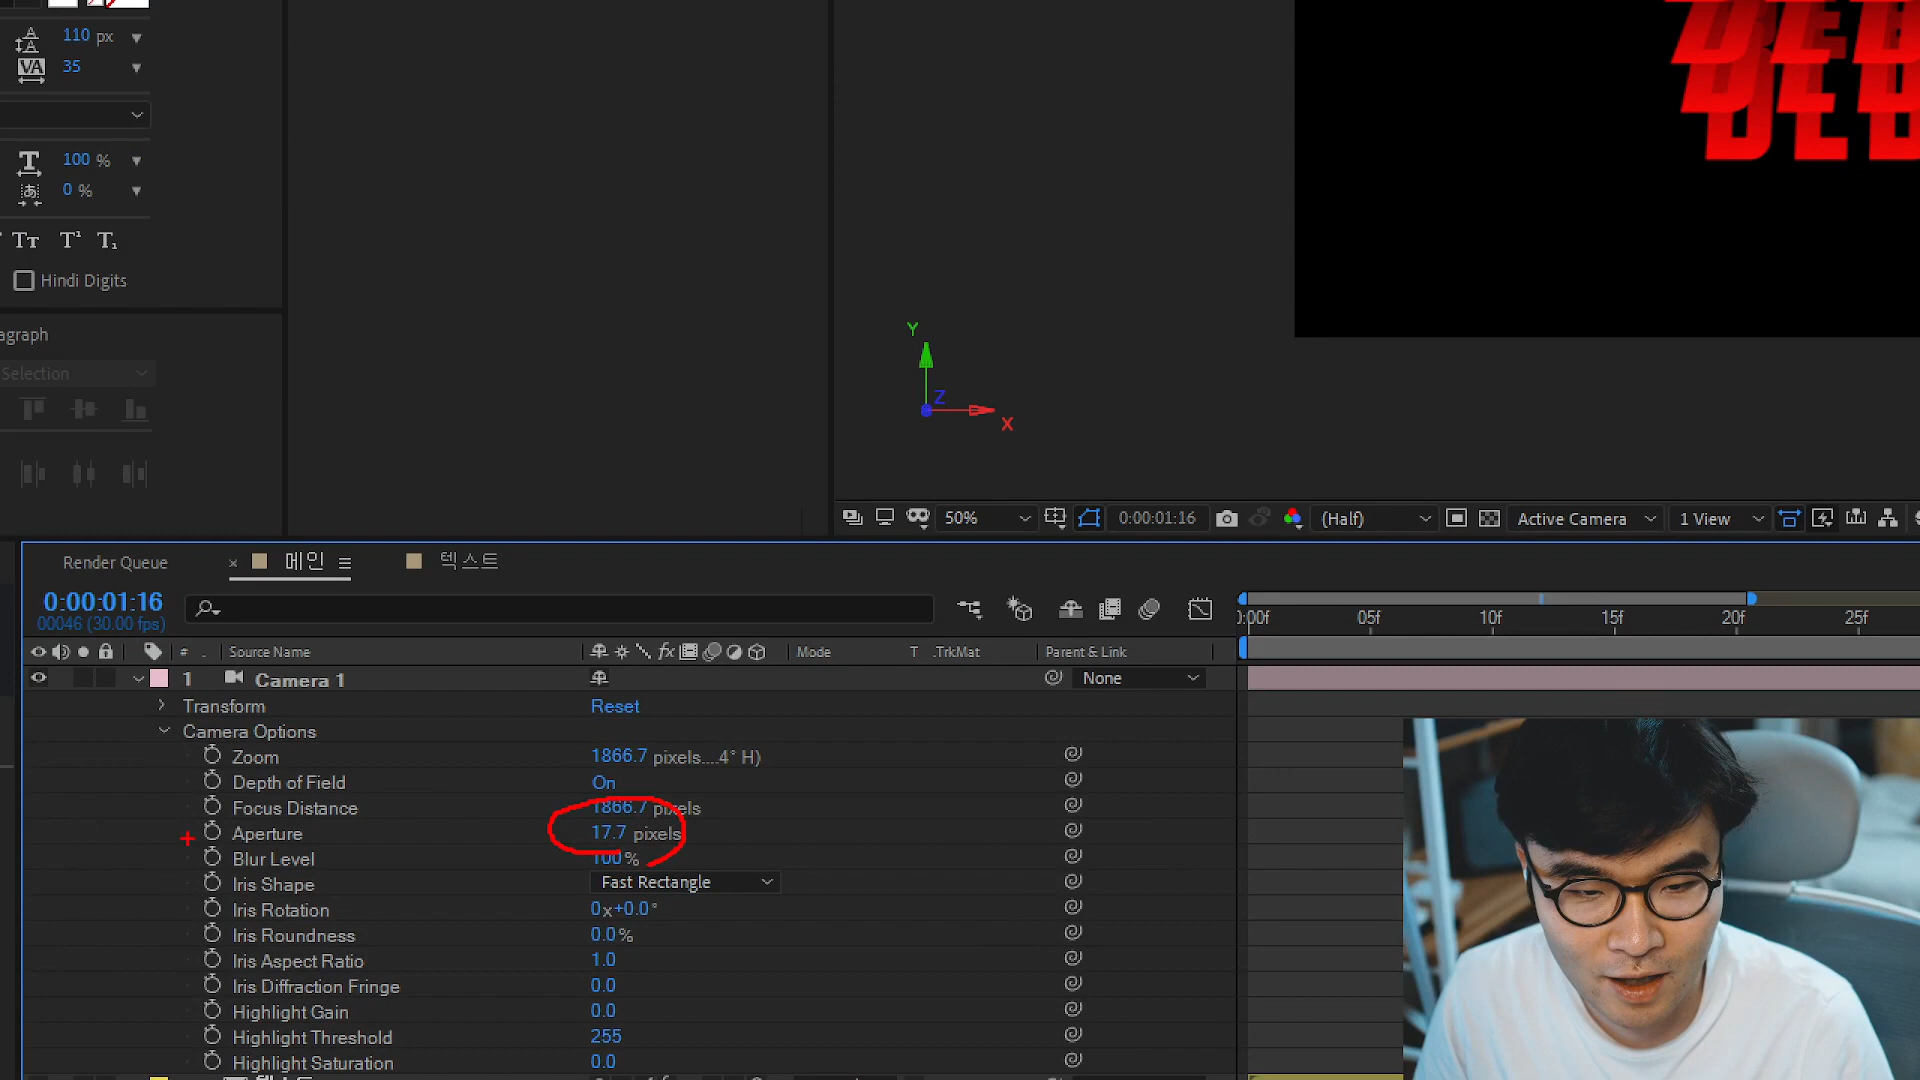 110 px
VA 35
T 100 %
0 %
TT T¹ T₁
Hindi Digits
agraph
Selection
Y
Z
X
50% 0:00:01:16 (Half) Active Camera 1 View
Render Queue × 메인 텍스트
0:00:01:16
00046 (30.00 fps)
:00f 05f 10f 15f 20f 25f
# . Source Name fx Mode T .TrkMat Parent & Link
1 Camera 1 None
Transform Reset
Camera Options
Zoom 1866.7 pixels....4° H)
Depth of Field On
Focus Distance 1866.7 pixels
Aperture 17.7 pixels
Blur Level 100 %
Iris Shape Fast Rectangle
Iris Rotation 0x+0.0°
Iris Roundness 0.0%
Iris Aspect Ratio 1.0
Iris Diffraction Fringe 0.0
Highlight Gain 0.0
Highlight Threshold 255
Highlight Saturation 0.0